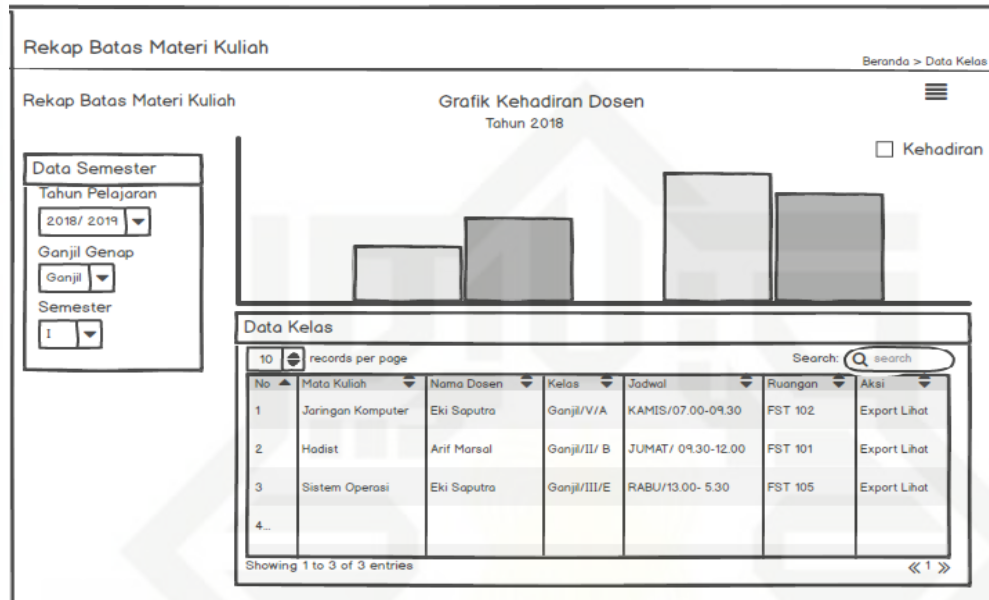 Rekap Batas Materi Kuliah
Beranda > Data Kelas
Rekap Batas Materi Kuliah
Grafik Kehadiran Dosen
Tahun 2018
Kehadiran
Data Semester
Tahun Pelajaran
2018/ 2019
Ganjil Genap
Ganjil
Semester
I
Data Kelas
10 records per page Search: search
No Mata Kuliah Nama Dosen Kelas Jadwal Ruangan Aksi
1 Jaringan Komputer Eki Saputra Ganjil/V/A KAMIS/07.00-09.30 FST 102 Export Lihat
2 Hadist Arif Marsal Ganjil/II/ B JUMAT/ 09.30-12.00 FST 101 Export Lihat
3 Sistem Operasi Eki Saputra Ganjil/III/E RABU/13.00- 5.30 FST 105 Export Lihat
4...
Showing 1 to 3 of 3 entries « 1 »